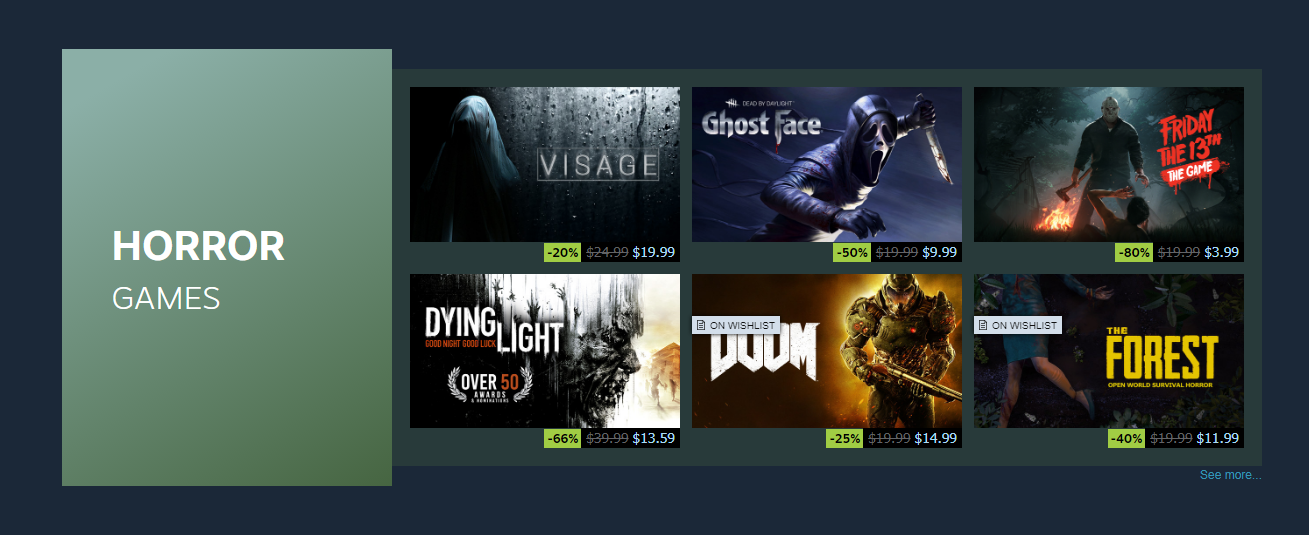 HORROR
GAMES
VISAGE
-20% $24.99 $19.99
DEAD BY DAYLIGHT
Ghost Face
-50% $19.99 $9.99
FRIDAY
THE 13TH
THE GAME
-80% $19.99 $3.99
DYING
LIGHT
GOOD NIGHT GOOD LUCK
OVER 50
AWARDS
& NOMINATIONS
-66% $39.99 $13.59
ON WISHLIST
DOOM
-25% $19.99 $14.99
ON WISHLIST
THE
FOREST
OPEN WORLD SURVIVAL HORROR
-40% $19.99 $11.99
See more...